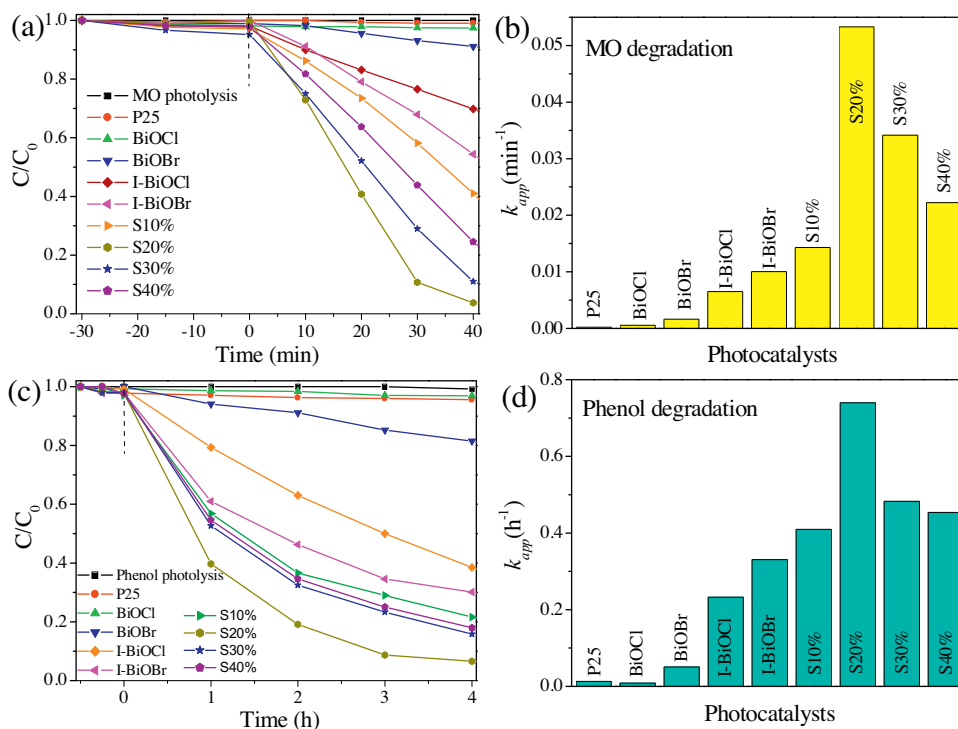 (a)
1.0
0.8
0.6
0.4
0.2
0.0
C/C0
MO photolysis
P25
BiOCl
BiOBr
I-BiOCl
I-BiOBr
S10%
S20%
S30%
S40%
-30 -20 -10 0 10 20 30 40
Time (min)
(b)
MO degradation
0.05
0.04
0.03
0.02
0.01
0.00
kapp(min-1)
P25
BiOCl
BiOBr
I-BiOCl
I-BiOBr
S10%
S20%
S30%
S40%
Photocatalysts
(c)
1.0
0.8
0.6
0.4
0.2
0.0
C/C0
Phenol photolysis
P25
BiOCl
BiOBr
I-BiOCl
I-BiOBr
S10%
S20%
S30%
S40%
0 1 2 3 4
Time (h)
(d)
Phenol degradation
0.8
0.6
0.4
0.2
0.0
kapp(h-1)
P25
BiOCl
BiOBr
I-BiOCl
I-BiOBr
S10%
S20%
S30%
S40%
Photocatalysts